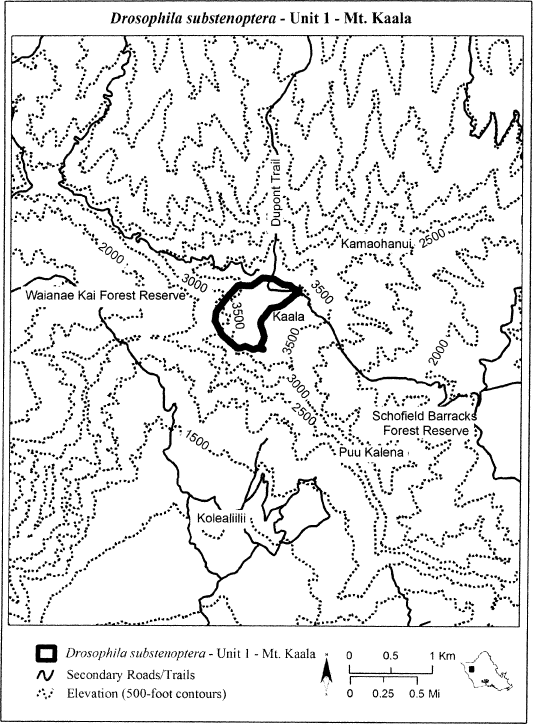 Drosophila substenoptera - Unit 1 - Mt. Kaala
Dupont Trail
Kamaohanui
2500
2000
3000
3500
Waianae Kai Forest Reserve
3500
Kaala
3500
2000
3000
2500
Schofield Barracks
Forest Reserve
1500
Puu Kalena
Kolealiilii
Drosophila substenoptera - Unit 1 - Mt. Kaala
Secondary Roads/Trails
Elevation (500-foot contours)
0 0.5 1 Km
0 0.25 0.5 Mi